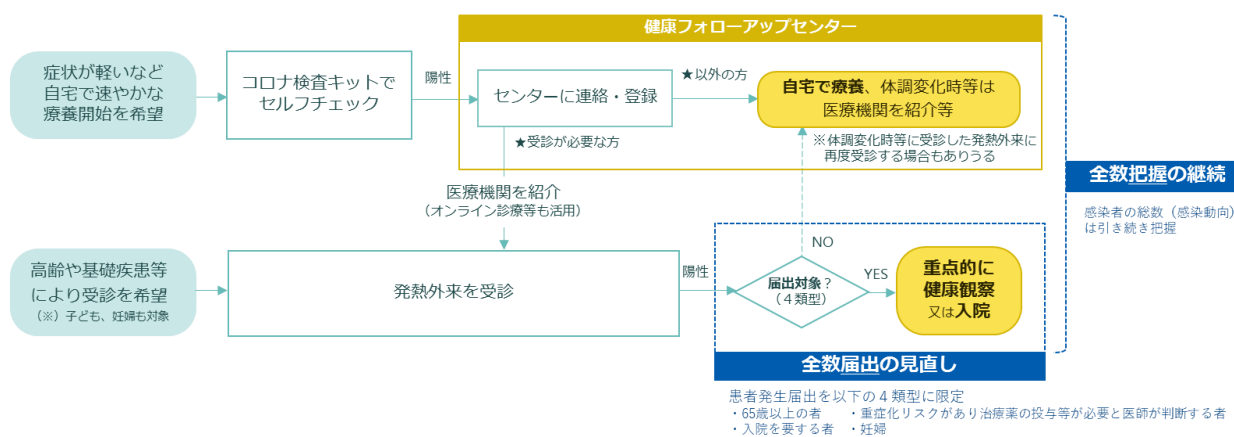 健康フォローアップセンター
症状が軽いなど
自宅で速やかな
療養開始を希望
コロナ検査キットで
セルフチェック
陽性
センターに連絡・登録
★以外の方
自宅で療養、体調変化時等は
医療機関を紹介等
★受診が必要な方
※体調変化時等に受診した発熱外来に
再度受診する場合もありうる
医療機関を紹介
（オンライン診療等も活用）
全数把握の継続
感染者の総数（感染動向）
は引き続き把握
高齢や基礎疾患等
により受診を希望
（※）子ども、妊婦も対象
発熱外来を受診
陽性
届出対象？
（４類型）
NO
YES
重点的に
健康観察
又は入院
全数届出の見直し
患者発生届出を以下の４類型に限定
・65歳以上の者　・重症化リスクがあり治療薬の投与等が必要と医師が判断する者
・入院を要する者　・妊婦